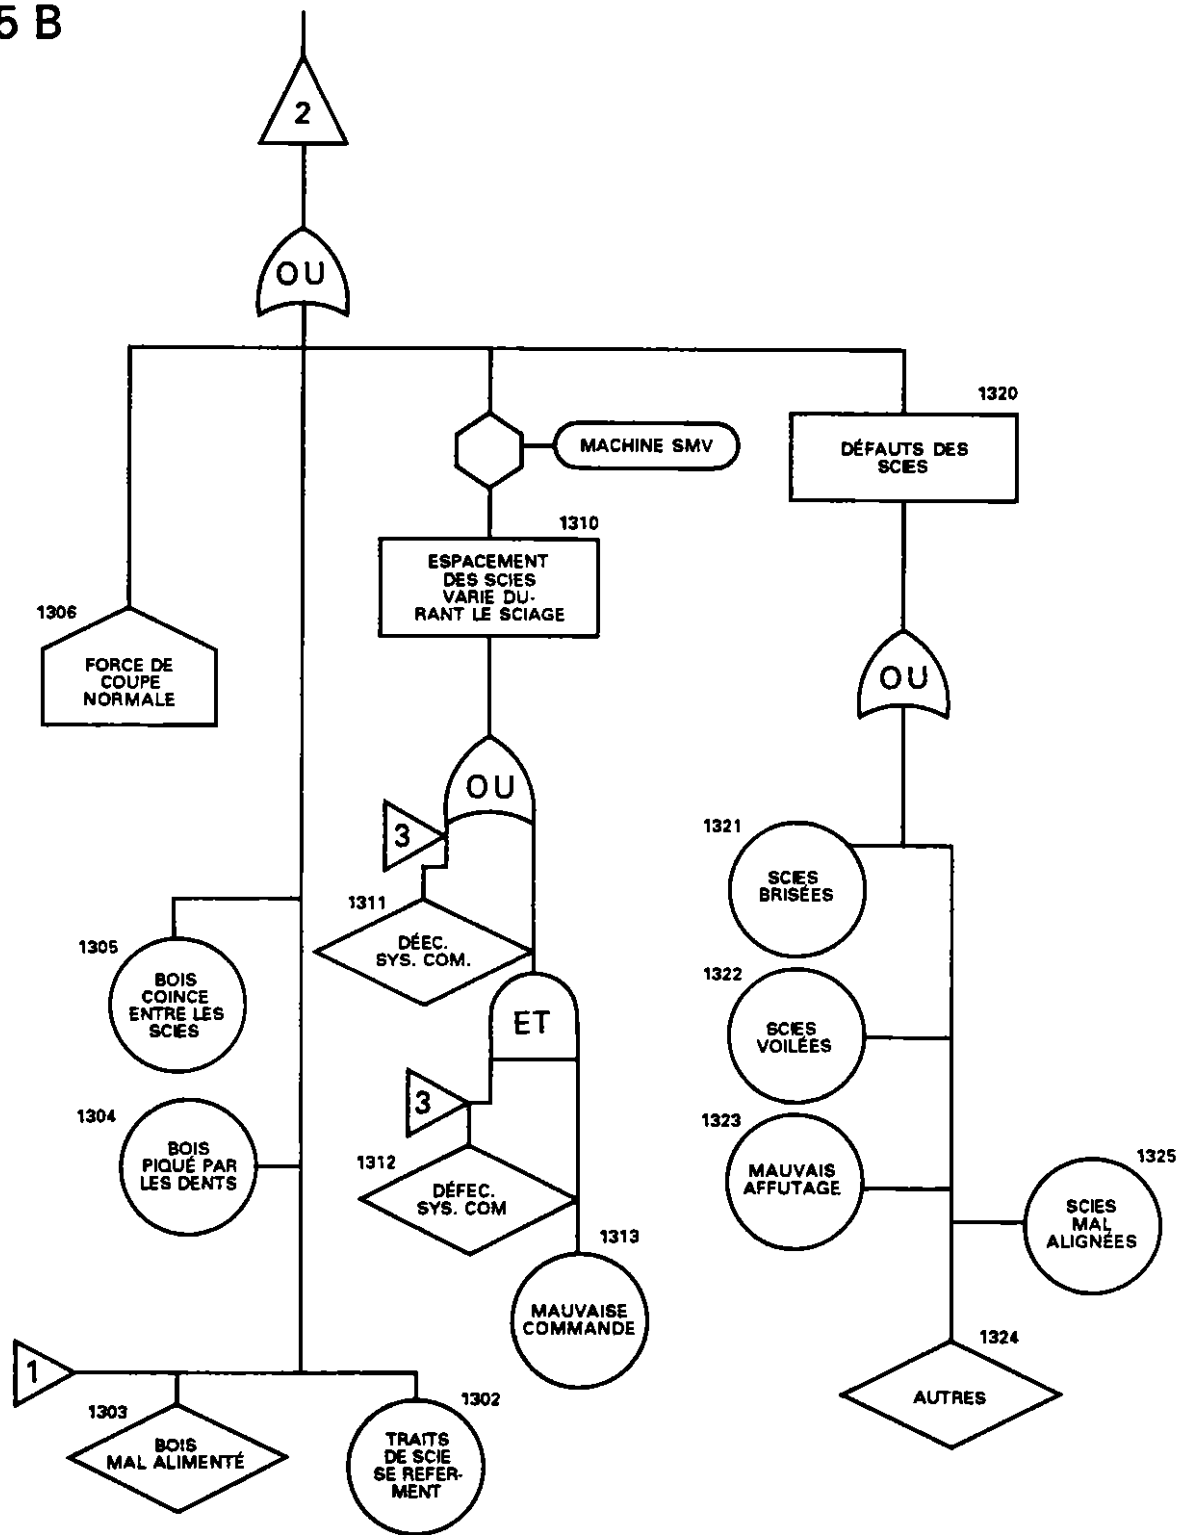 5 B
2
OU
1320
MACHINE SMV
DÉFAUTS DES
SCIES
1310
ESPACEMENT
DES SCIES
VARIE DU-
RANT LE SCIAGE
1306
FORCE DE
COUPE
NORMALE
OU
OU
3
1321
SCIES
BRISÉES
1311
DÉEC.
SYS. COM.
1305
BOIS
COINCE
ENTRE LES
SCIES
1322
SCIES
VOILÉES
ET
3
1304
BOIS
PIQUÉ PAR
LES DENTS
1312
DÉFEC.
SYS. COM
1323
MAUVAIS
AFFUTAGE
1325
SCIES
MAL
ALIGNÉES
1313
MAUVAISE
COMMANDE
1324
AUTRES
1
1303
BOIS
MAL ALIMENTÉ
1302
TRAITS
DE SCIE
SE REFER-
MENT